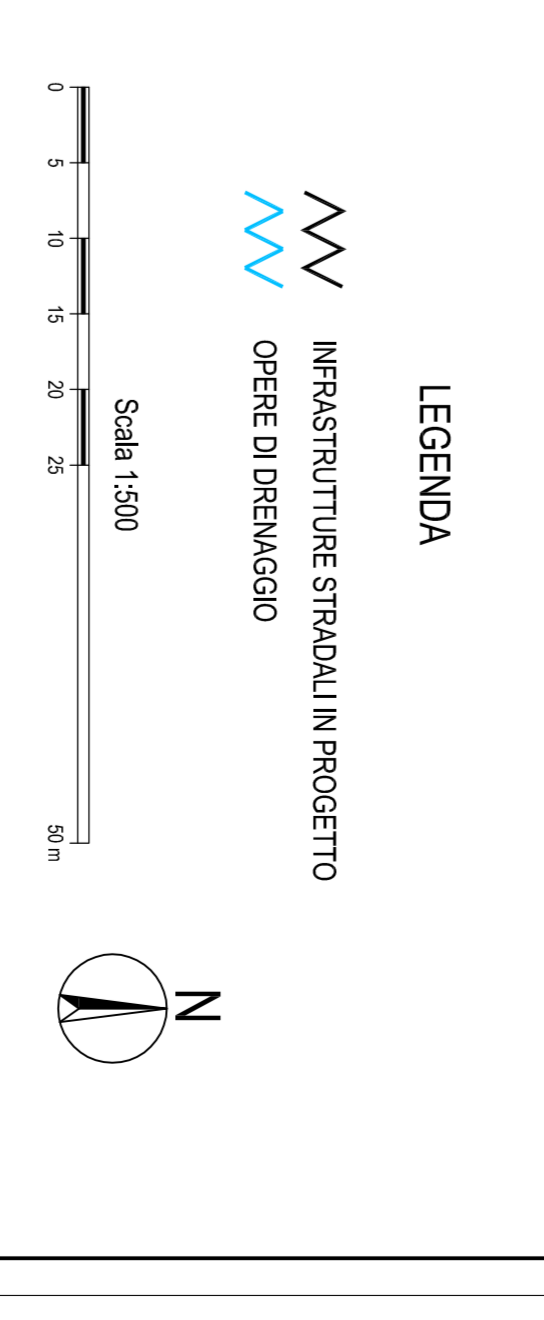 LEGENDA
INFRASTRUTTURE STRADALI IN PROGETTO
OPERE DI DRENAGGIO
Scala 1:500
0 5 10 15 20 25 50 m
N